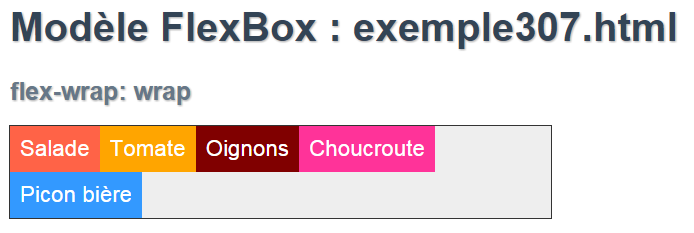 Modèle FlexBox : exemple307.html
flex-wrap: wrap
Salade Tomate Oignons Choucroute
Picon bière